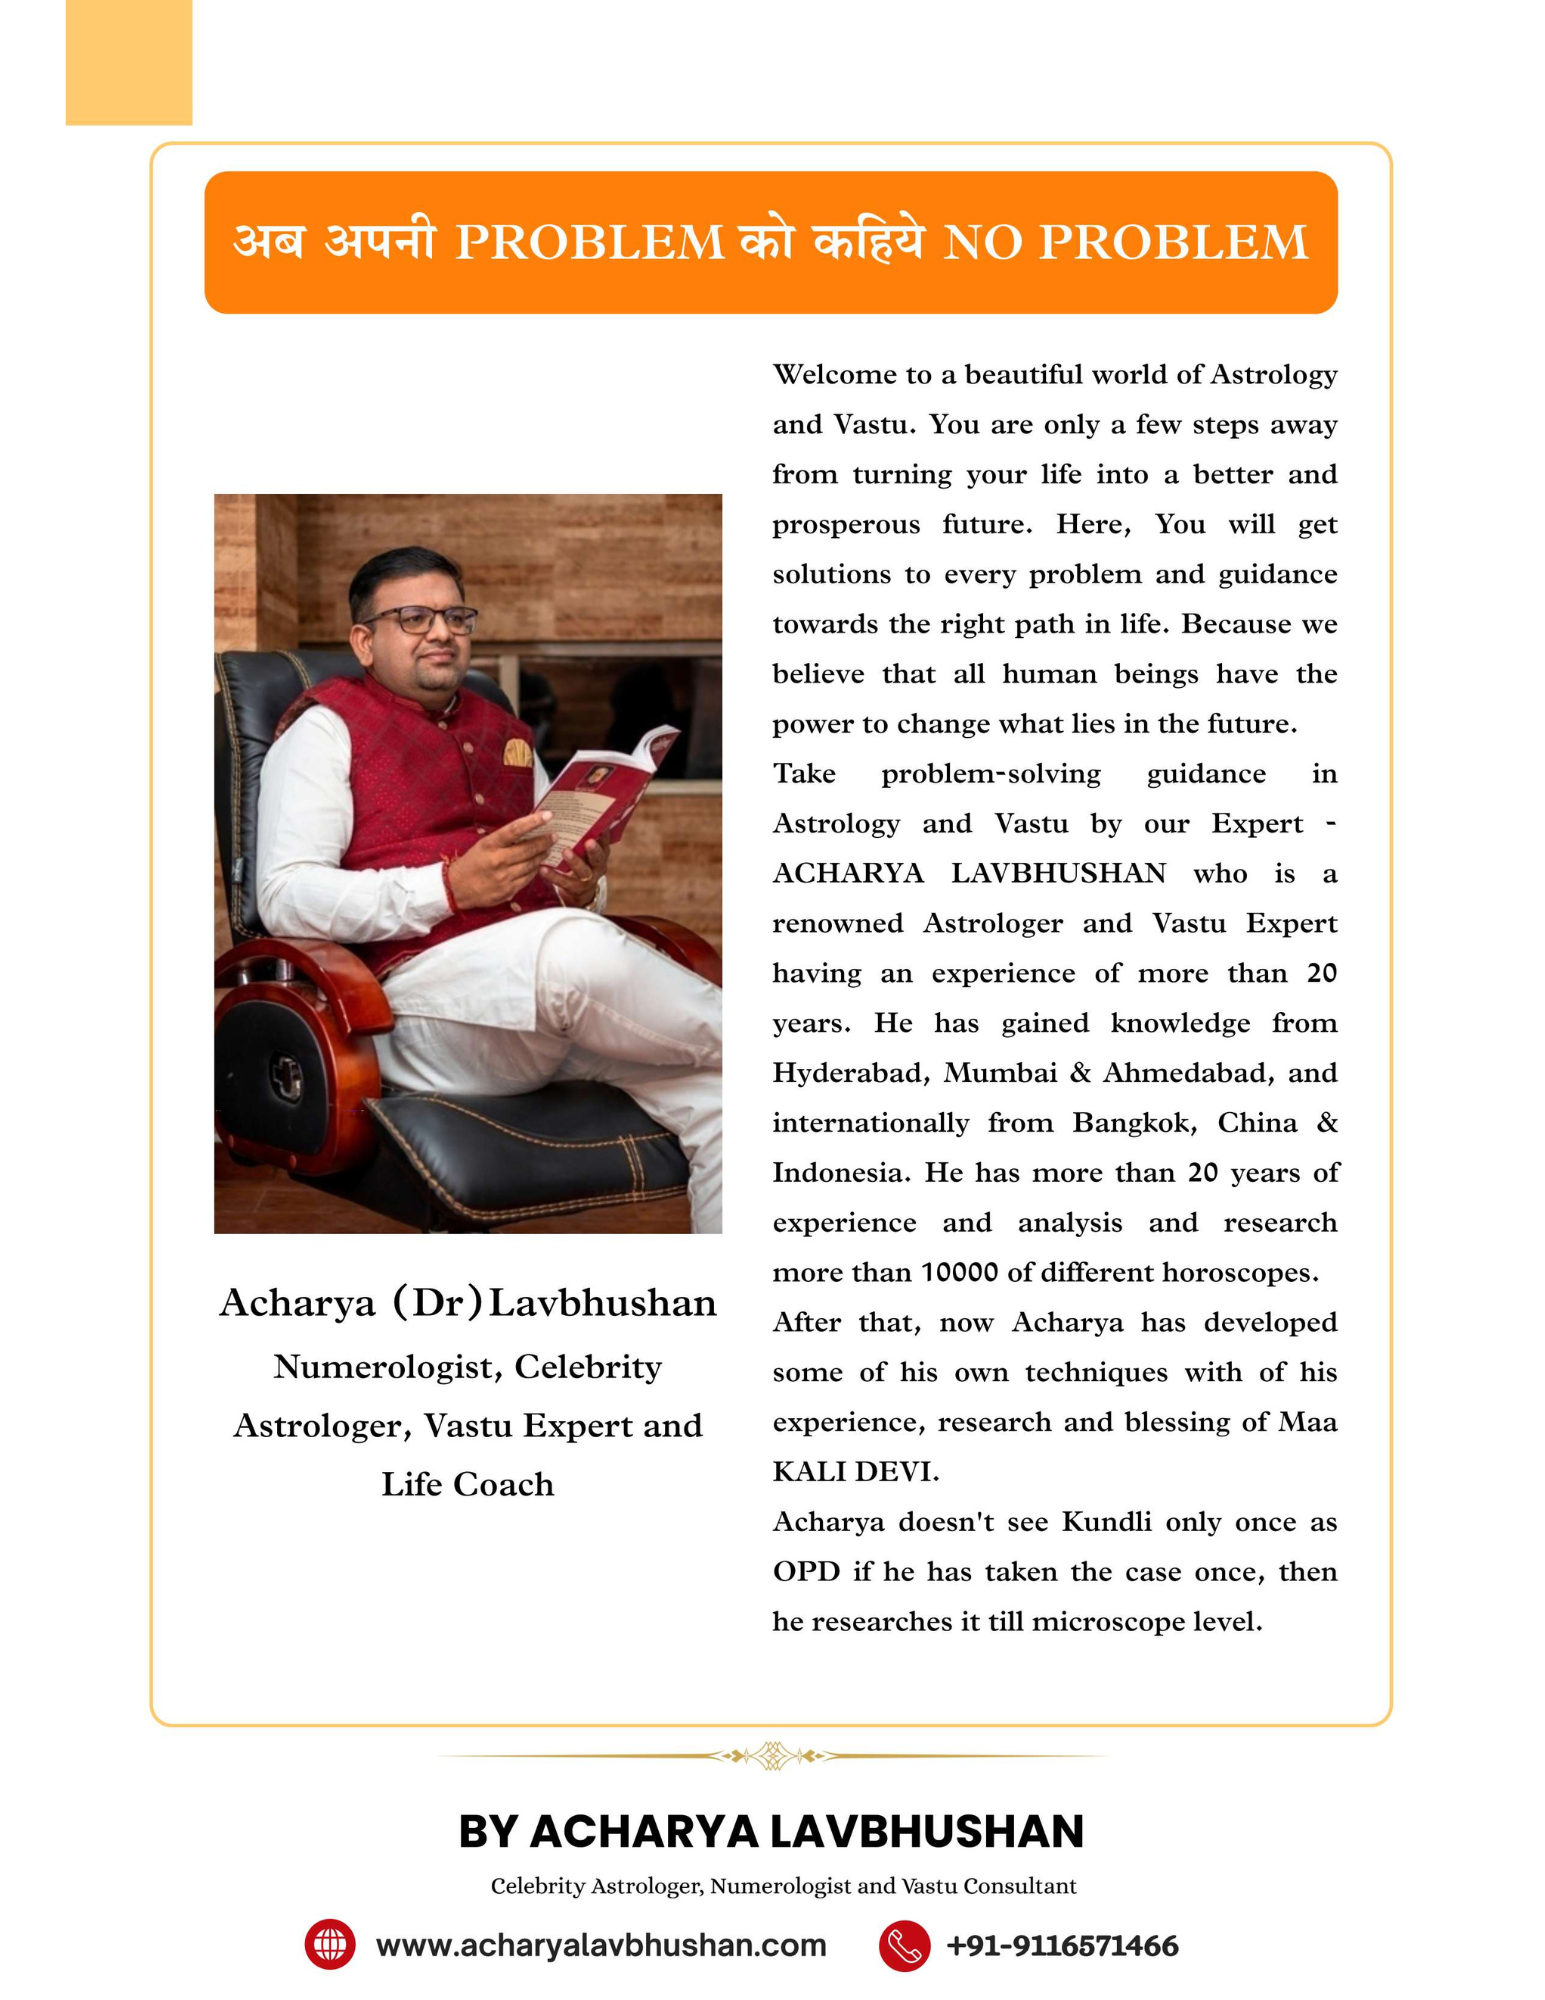 अब अपनी PROBLEM को कहिये NO PROBLEM
Welcome to a beautiful world of Astrology
and Vastu. You are only a few steps away
from turning your life into a better and
prosperous future. Here, You will get
solutions to every problem and guidance
towards the right path in life. Because we
believe that all human beings have the
power to change what lies in the future.
Take problem-solving guidance in
Astrology and Vastu by our Expert -
ACHARYA LAVBHUSHAN who is a
renowned Astrologer and Vastu Expert
having an experience of more than 20
years. He has gained knowledge from
Hyderabad, Mumbai & Ahmedabad, and
internationally from Bangkok, China &
Indonesia. He has more than 20 years of
experience and analysis and research
more than 10000 of different horoscopes.
After that, now Acharya has developed
some of his own techniques with of his
experience, research and blessing of Maa
KALI DEVI.
Acharya doesn't see Kundli only once as
OPD if he has taken the case once, then
he researches it till microscope level.
Acharya (Dr)Lavbhushan
Numerologist, Celebrity
Astrologer, Vastu Expert and
Life Coach
BY ACHARYA LAVBHUSHAN
Celebrity Astrologer, Numerologist and Vastu Consultant
www.acharyalavbhushan.com
+91-9116571466